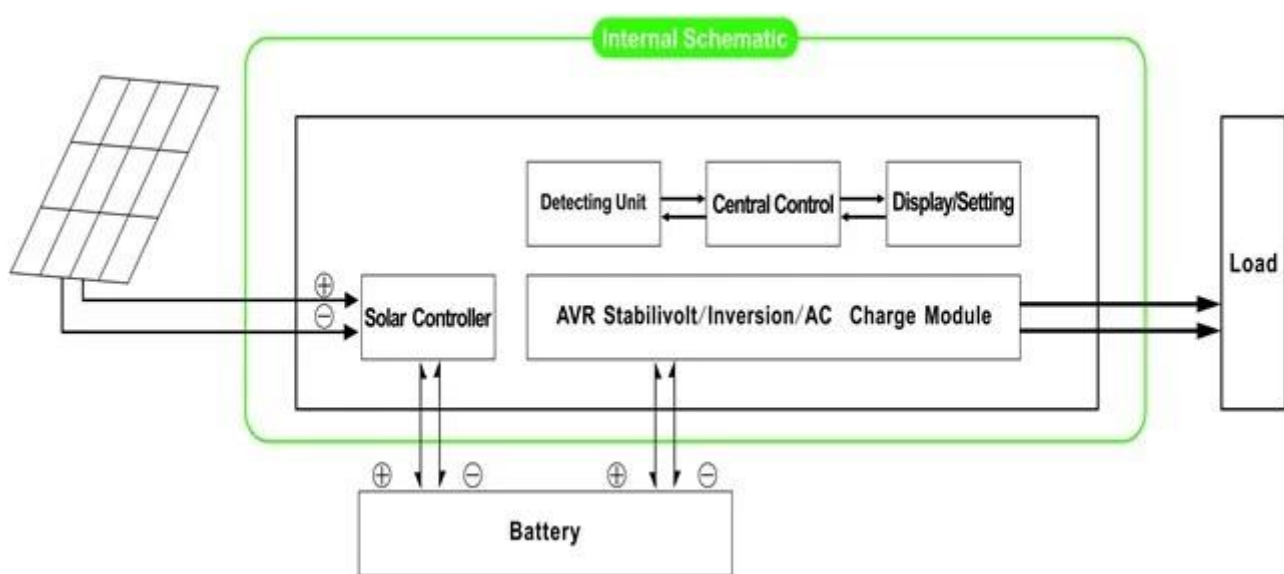 Internal Schematic
Detecting Unit
Central Control
Display/Setting
Load
⊕
⊖
Solar Controller
AVR Stabilivolt/Inversion/AC Charge Module
⊕ ⊖ ⊕ ⊖
Battery